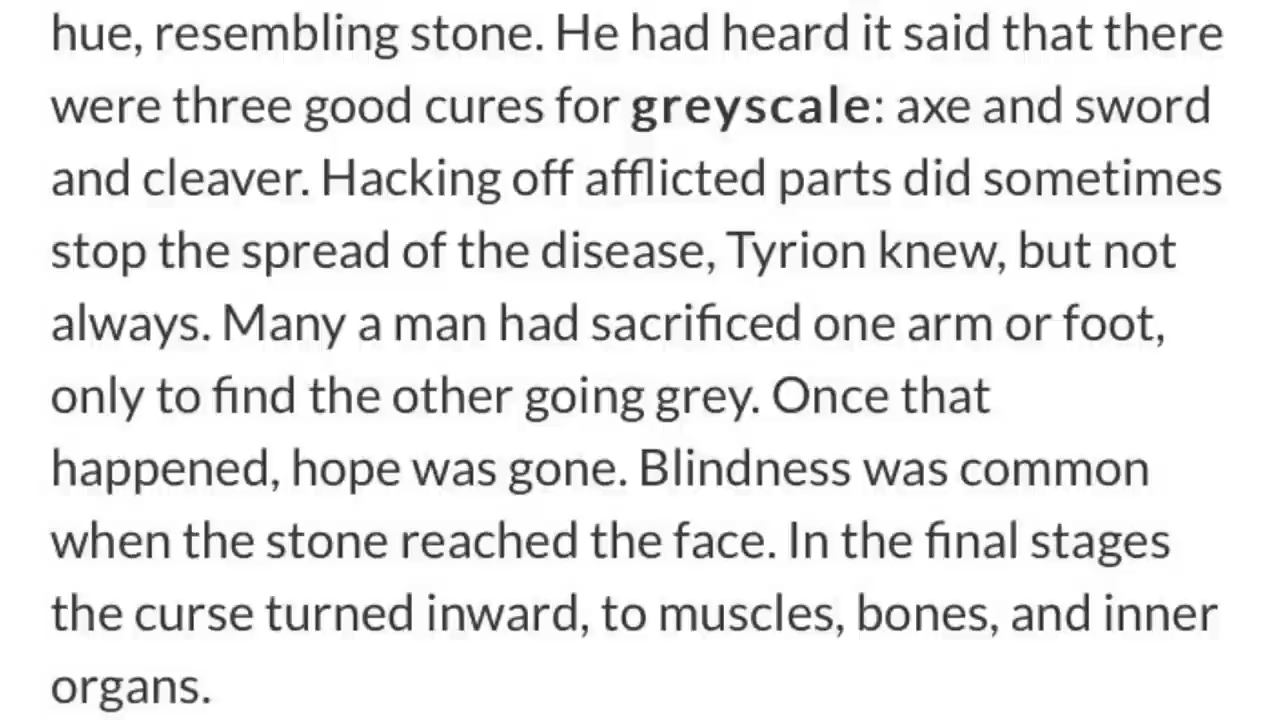 hue, resembling stone. He had heard it said that there
were three good cures for greyscale: axe and sword
and cleaver. Hacking off afflicted parts did sometimes
stop the spread of the disease, Tyrion knew, but not
always. Many a man had sacrificed one arm or foot,
only to find the other going grey. Once that
happened, hope was gone. Blindness was common
when the stone reached the face. In the final stages
the curse turned inward, to muscles, bones, and inner
organs.